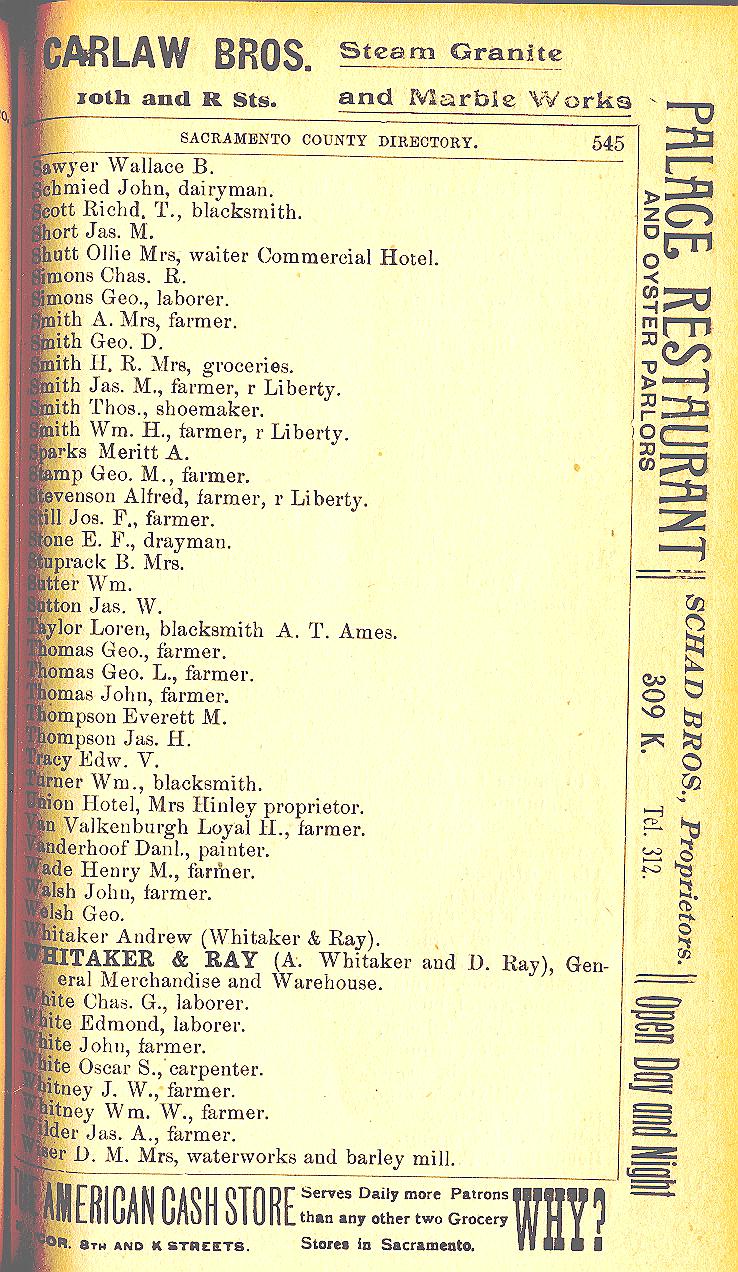 CARLAW BROS. Steam Granite
10th and R Sts. and Marble Works
SACRAMENTO COUNTY DIRECTORY. 545
Sawyer Wallace B.
Schmied John, dairyman.
Scott Richd. T., blacksmith.
Short Jas. M.
Shutt Ollie Mrs, waiter Commercial Hotel.
Simons Chas. R.
Simons Geo., laborer.
Smith A. Mrs, farmer.
Smith Geo. D.
Smith H. R. Mrs, groceries.
Smith Jas. M., farmer, r Liberty.
Smith Thos., shoemaker.
Smith Wm. H., farmer, r Liberty.
Sparks Meritt A.
Stamp Geo. M., farmer.
Stevenson Alfred, farmer, r Liberty.
Still Jos. F., farmer.
Stone E. F., drayman.
Stuprack B. Mrs.
Sutter Wm.
Sutton Jas. W.
Taylor Loren, blacksmith A. T. Ames.
Thomas Geo., farmer.
Thomas Geo. L., farmer.
Thomas John, farmer.
Thompson Everett M.
Thompson Jas. H.
Tracy Edw. V.
Turner Wm., blacksmith.
Union Hotel, Mrs Hinley proprietor.
Van Valkenburgh Loyal H., farmer.
Vanderhoof Danl., painter.
Wade Henry M., farmer.
Walsh John, farmer.
Welsh Geo.
Whitaker Andrew (Whitaker & Ray).
WHITAKER & RAY (A. Whitaker and D. Ray), Gen-
eral Merchandise and Warehouse.
White Chas. G., laborer.
White Edmond, laborer.
White John, farmer.
White Oscar S., carpenter.
Whitney J. W., farmer.
Whitney Wm. W., farmer.
Wilder Jas. A., farmer.
Wiser D. M. Mrs, waterworks and barley mill.
PALACE RESTAURANT || SCHAD BROS., Proprietors. || Open Day and Night
AND OYSTER PARLORS 309 K. Tel. 312.
THE AMERICAN CASH STORE Serves Daily more Patrons WHY?
than any other two Grocery
COR. 8TH AND K STREETS. Stores in Sacramento.